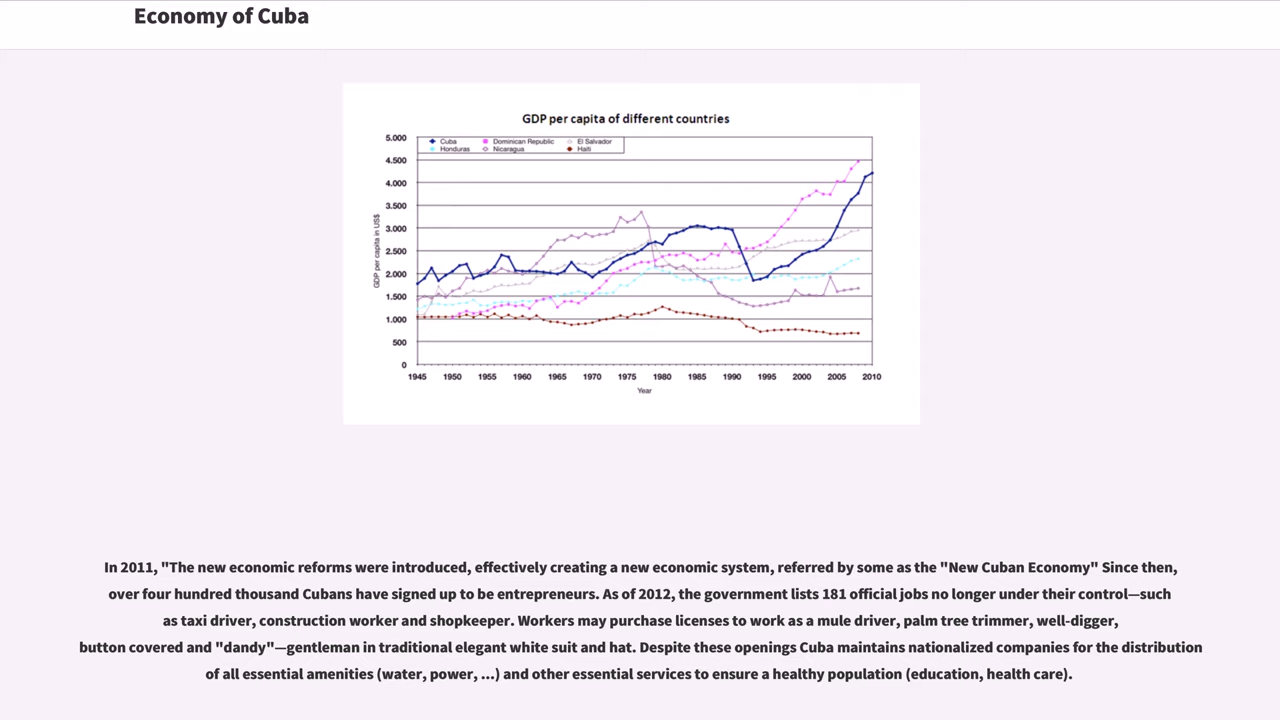 Economy of Cuba
GDP per capita of different countries
Cuba
Dominican Republic
El Salvador
Honduras
Nicaragua
Haiti
5.000
4.500
4.000
3.500
3.000
2.500
2.000
1.500
1.000
500
0
GDP per capita in US$
1945 1950 1955 1960 1965 1970 1975 1980 1985 1990 1995 2000 2005 2010
Year
In 2011, "The new economic reforms were introduced, effectively creating a new economic system, referred by some as the "New Cuban Economy" Since then,
over four hundred thousand Cubans have signed up to be entrepreneurs. As of 2012, the government lists 181 official jobs no longer under their control—such
as taxi driver, construction worker and shopkeeper. Workers may purchase licenses to work as a mule driver, palm tree trimmer, well-digger,
button covered and "dandy"—gentleman in traditional elegant white suit and hat. Despite these openings Cuba maintains nationalized companies for the distribution
of all essential amenities (water, power, ...) and other essential services to ensure a healthy population (education, health care).